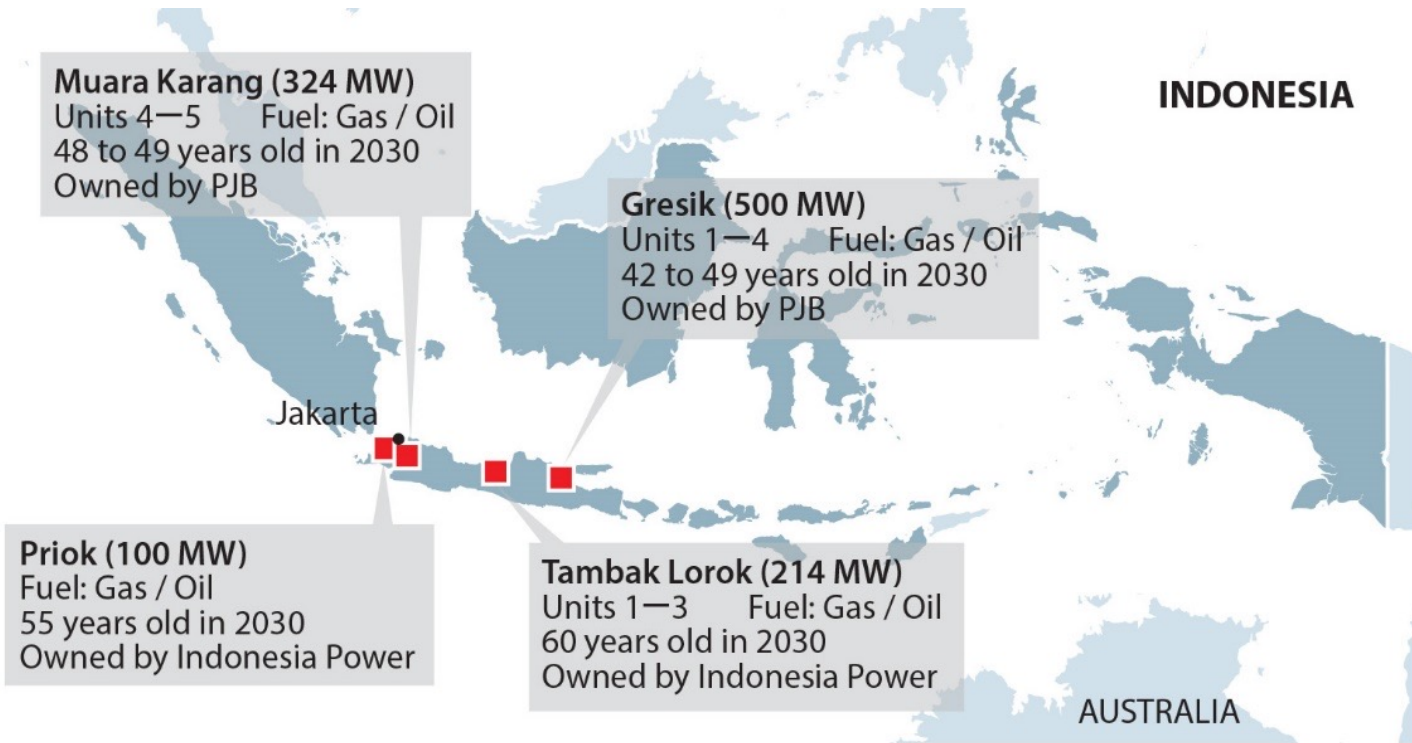 INDONESIA
Muara Karang (324 MW)
Units 4—5 Fuel: Gas / Oil
48 to 49 years old in 2030
Owned by PJB
Gresik (500 MW)
Units 1—4 Fuel: Gas / Oil
42 to 49 years old in 2030
Owned by PJB
Jakarta
Priok (100 MW)
Fuel: Gas / Oil
55 years old in 2030
Owned by Indonesia Power
Tambak Lorok (214 MW)
Units 1—3 Fuel: Gas / Oil
60 years old in 2030
Owned by Indonesia Power
AUSTRALIA